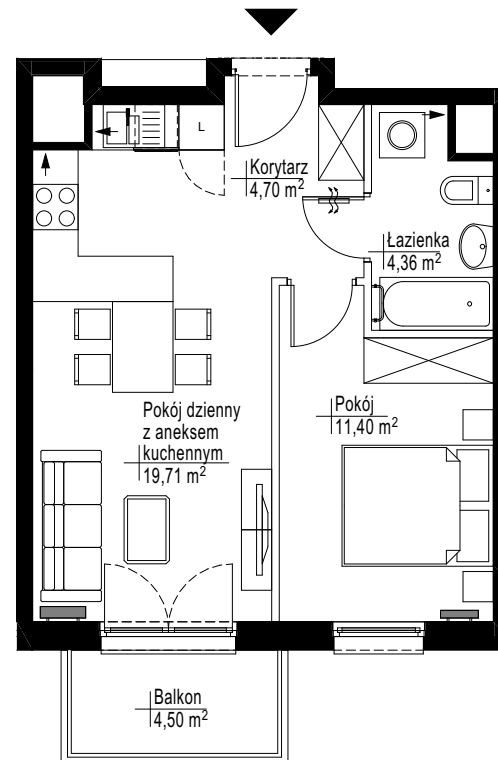 L
Korytarz
4,70 m²
Łazienka
4,36 m²
Pokój dzienny
z aneksem
kuchennym
19,71 m²
Pokój
11,40 m²
Balkon
4,50 m²